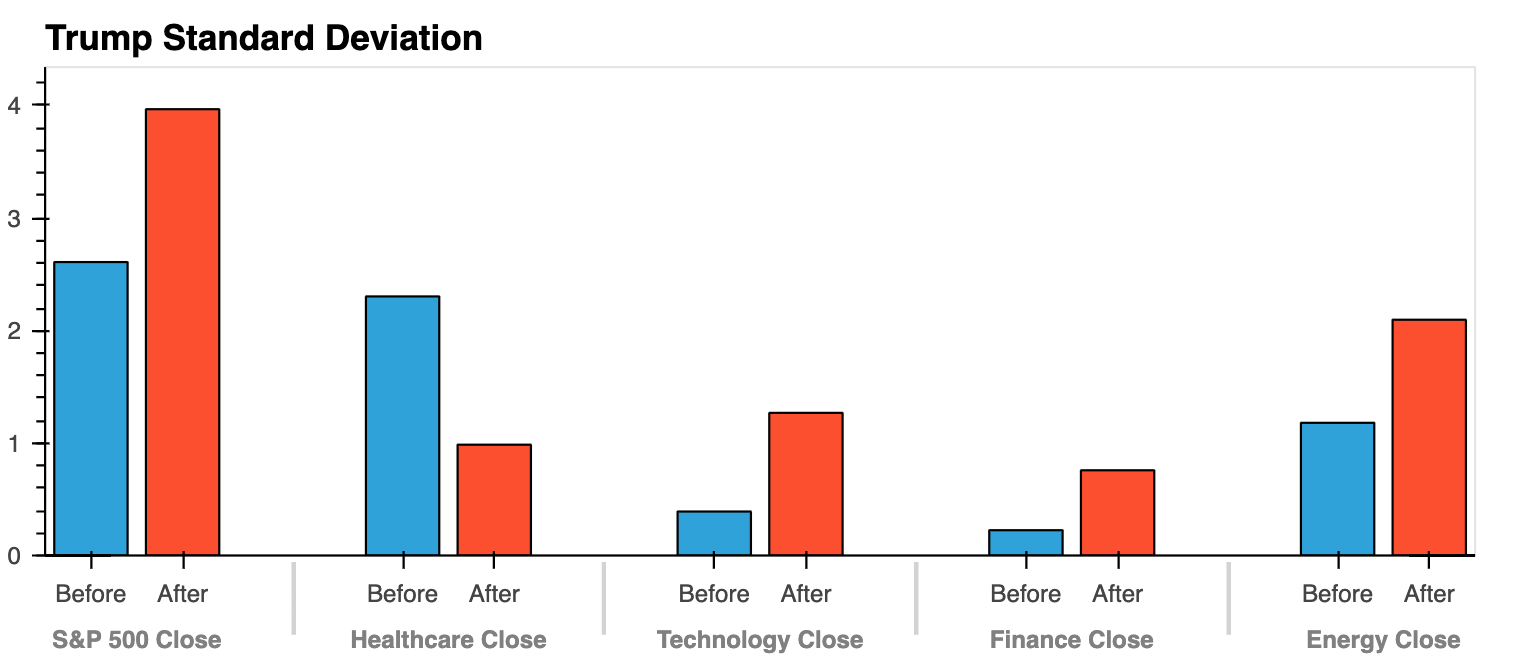 Trump Standard Deviation
4
3
2
1
0
Before After Before After Before After Before After Before After
S&P 500 Close Healthcare Close Technology Close Finance Close Energy Close